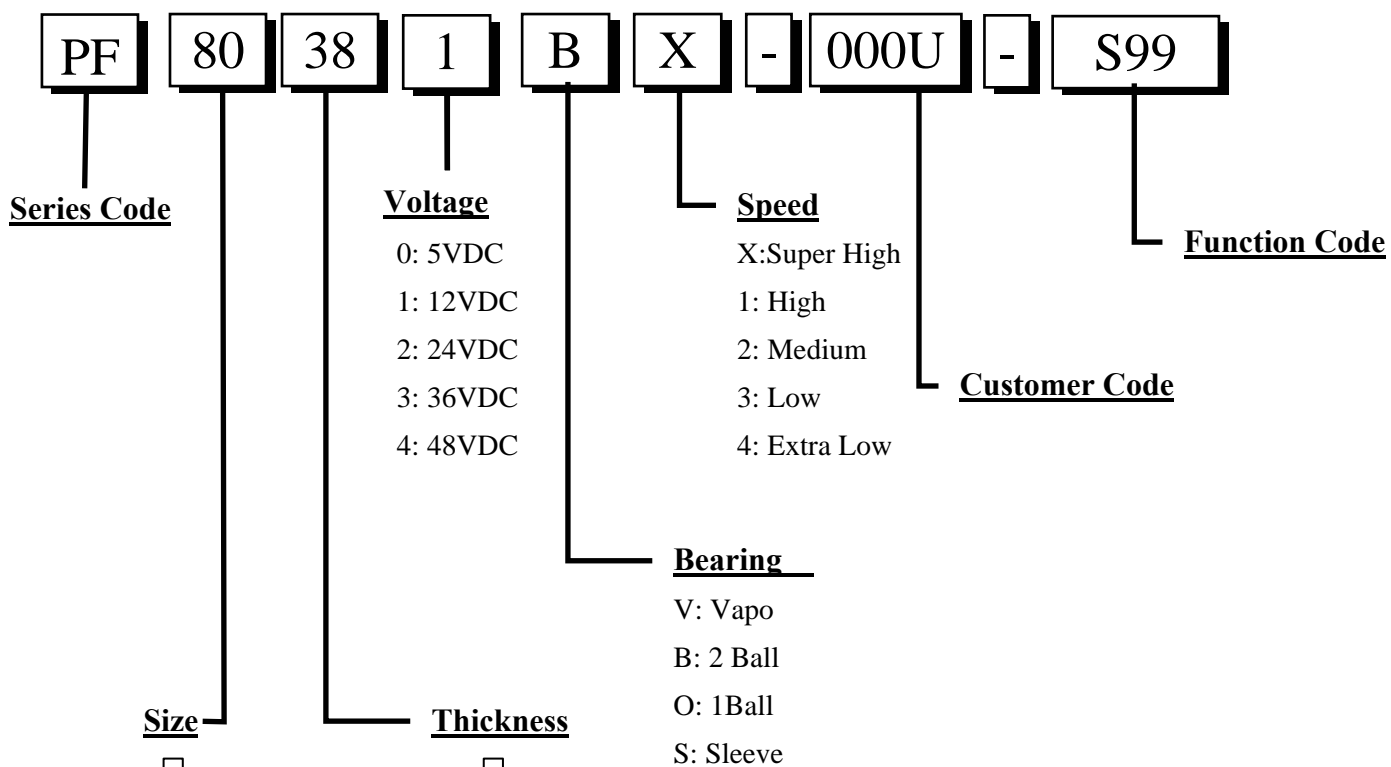 PF 80 38 1 B X - 000U - S99
Series Code
Voltage
0: 5VDC
1: 12VDC
2: 24VDC
3: 36VDC
4: 48VDC
Speed
X:Super High
1: High
2: Medium
3: Low
4: Extra Low
Function Code
Customer Code
Bearing
V: Vapo
B: 2 Ball
O: 1Ball
S: Sleeve
Size
Thickness